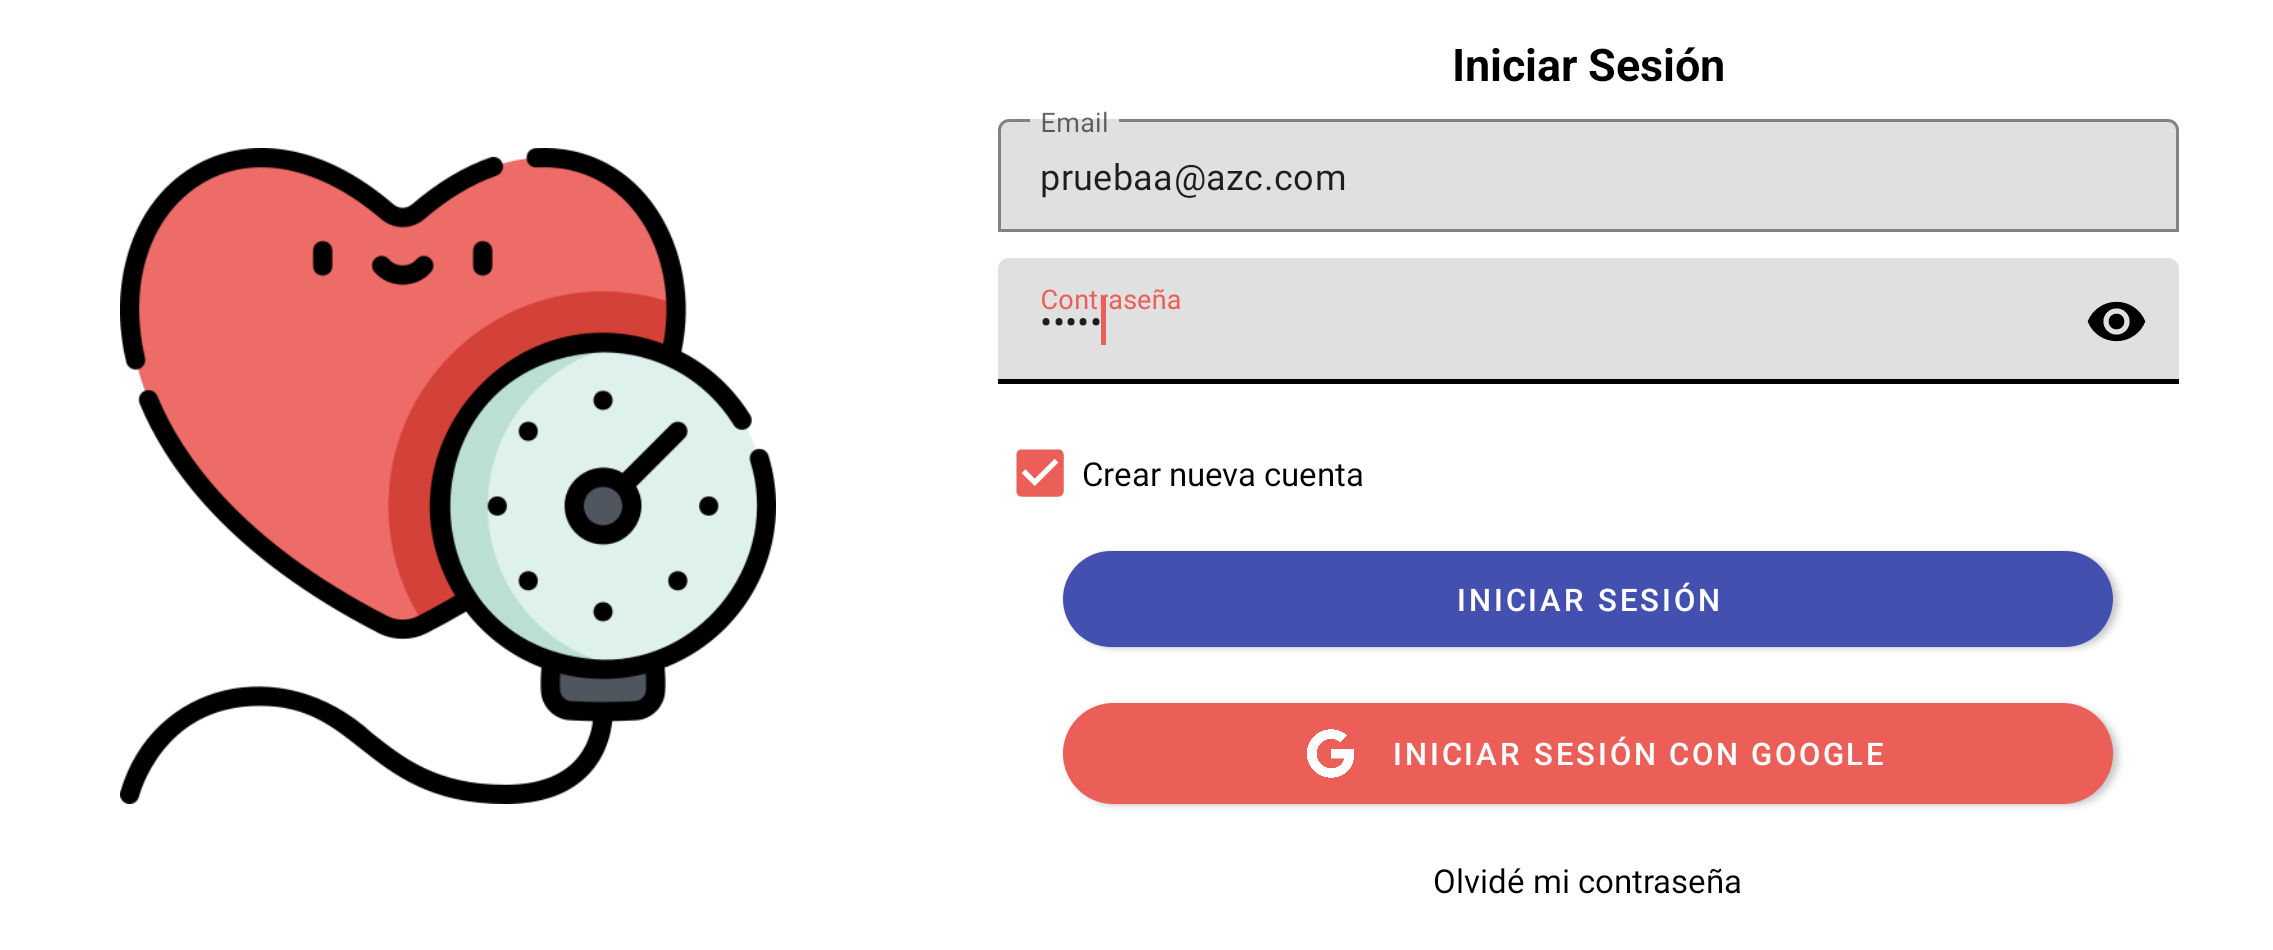 Iniciar Sesión
Email
pruebaa@azc.com
Contraseña
•••••
Crear nueva cuenta
INICIAR SESIÓN
INICIAR SESIÓN CON GOOGLE
Olvidé mi contraseña